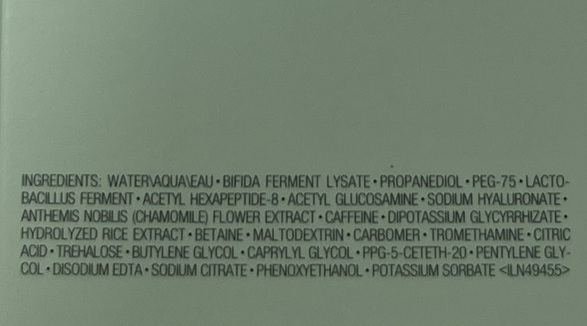 INGREDIENTS: WATER\AQUA\EAU • BIFIDA FERMENT LYSATE • PROPANEDIOL • PEG-75 • LACTO-
BACILLUS FERMENT • ACETYL HEXAPEPTIDE-8 • ACETYL GLUCOSAMINE • SODIUM HYALURONATE •
ANTHEMIS NOBILIS (CHAMOMILE) FLOWER EXTRACT • CAFFEINE • DIPOTASSIUM GLYCYRRHIZATE •
HYDROLYZED RICE EXTRACT • BETAINE • MALTODEXTRIN • CARBOMER • TROMETHAMINE • CITRIC
ACID • TREHALOSE • BUTYLENE GLYCOL • CAPRYLYL GLYCOL • PPG-5-CETETH-20 • PENTYLENE GLY-
COL • DISODIUM EDTA • SODIUM CITRATE • PHENOXYETHANOL • POTASSIUM SORBATE <ILN49455>